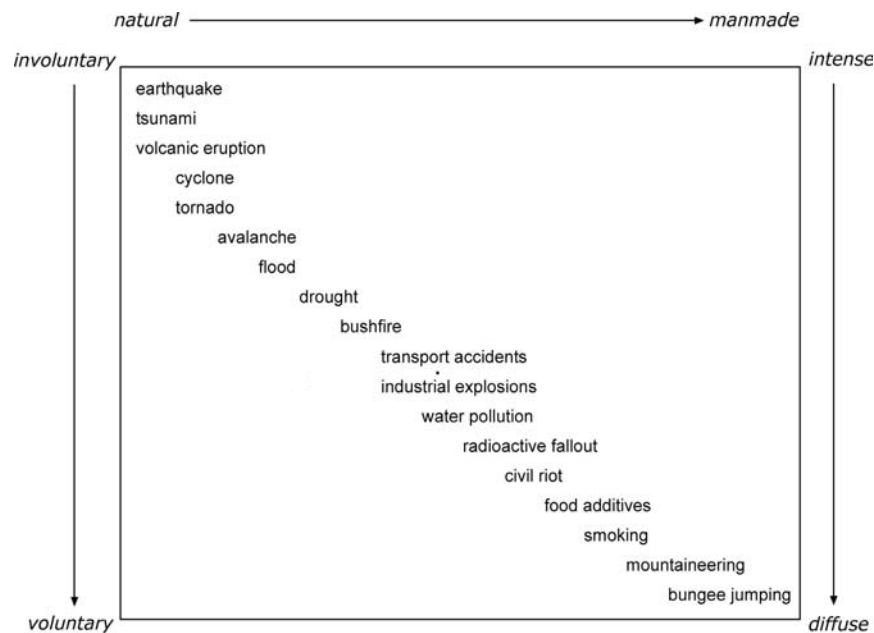 natural manmade
involuntary intense
earthquake
tsunami
volcanic eruption
cyclone
tornado
avalanche
flood
drought
bushfire
transport accidents
industrial explosions
water pollution
radioactive fallout
civil riot
food additives
smoking
mountaineering
bungee jumping
voluntary diffuse